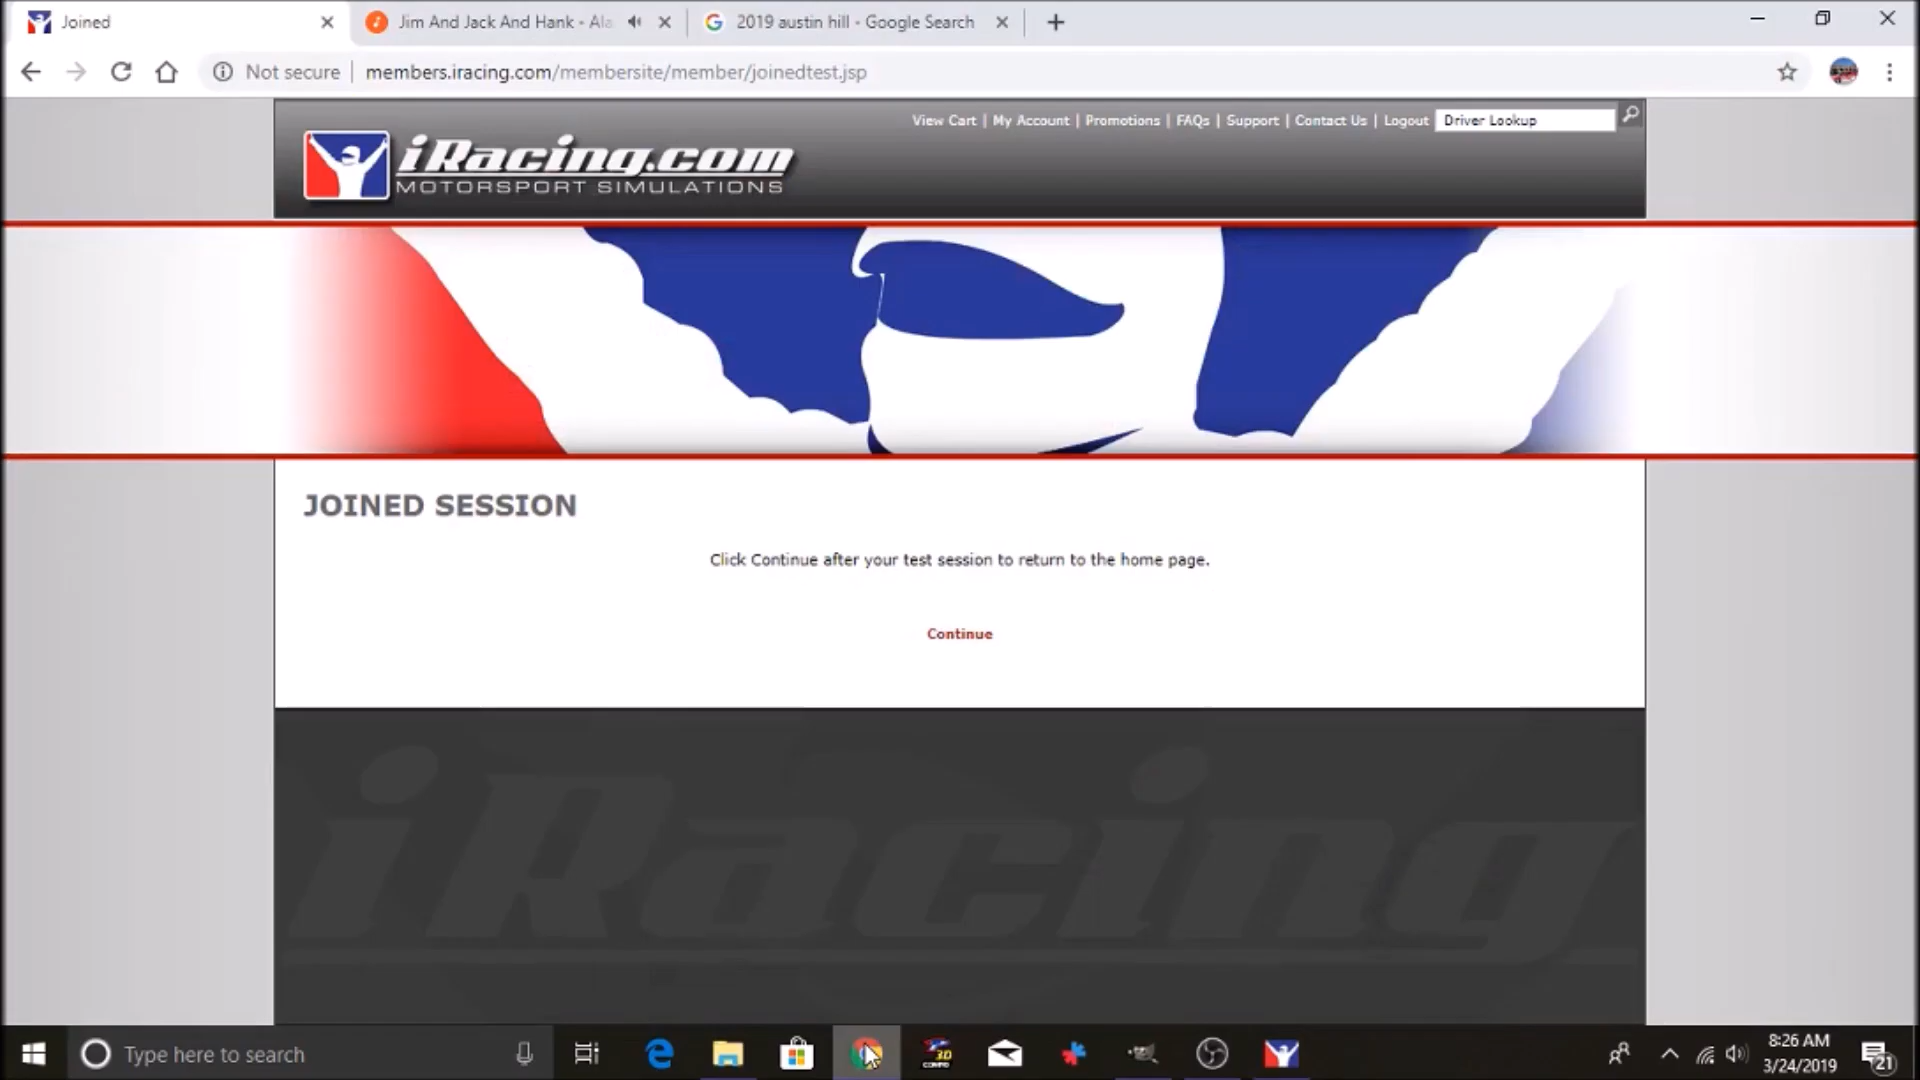 Joined
Jim And Jack And Hank - Ala
2019 austin hill - Google Search
Not secure | members.iracing.com/membersite/member/joinedtest.jsp
View Cart | My Account | Promotions | FAQs | Support | Contact Us | Logout
Driver Lookup
iRacing.com
MOTORSPORT SIMULATIONS
JOINED SESSION
Click Continue after your test session to return to the home page.
Continue
iRacing
Type here to search
3D
8:26 AM
3/24/2019
21